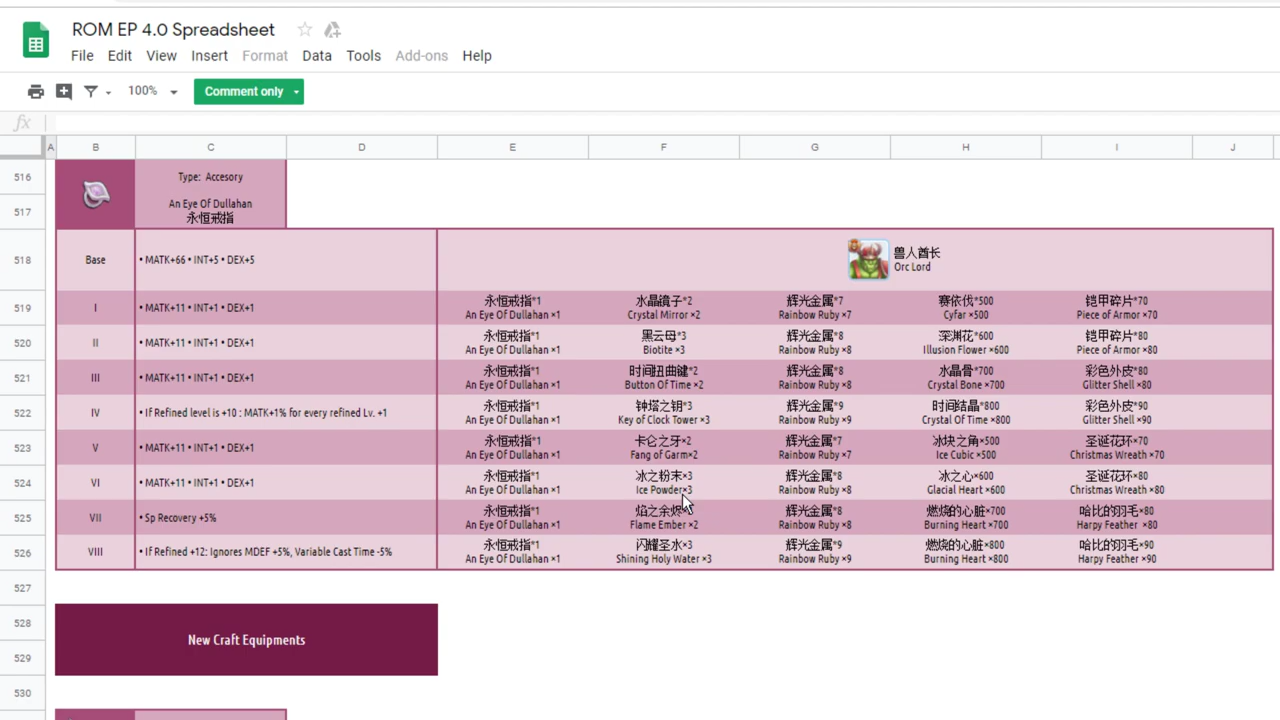 ROM EP 4.0 Spreadsheet
File Edit View Insert Format Data Tools Add-ons Help
100% Comment only
fx
A B C D E F G H I J
516 Type: Accesory
517 An Eye Of Dullahan
永恒戒指
518 Base • MATK+66 • INT+5 • DEX+5 兽人酋长
Orc Lord
519 I • MATK+11 • INT+1 • DEX+1 永恒戒指*1 水晶镜子*2 辉光金属*7 赛依伐*500 铠甲碎片*70
An Eye Of Dullahan ×1 Crystal Mirror ×2 Rainbow Ruby ×7 Cyfar ×500 Piece of Armor ×70
520 II • MATK+11 • INT+1 • DEX+1 永恒戒指*1 黑云母*3 辉光金属*8 深渊花*600 铠甲碎片*80
An Eye Of Dullahan ×1 Biotite ×3 Rainbow Ruby ×8 Illusion Flower ×600 Piece of Armor ×80
521 III • MATK+11 • INT+1 • DEX+1 永恒戒指*1 时间扭曲键*2 辉光金属*8 水晶骨*700 彩色外皮*80
An Eye Of Dullahan ×1 Button Of Time ×2 Rainbow Ruby ×8 Crystal Bone ×700 Glitter Shell ×80
522 IV • If Refined level is +10 : MATK+1% for every refined Lv. +1 永恒戒指*1 钟塔之钥*3 辉光金属*9 时间结晶*800 彩色外皮*90
An Eye Of Dullahan ×1 Key of Clock Tower ×3 Rainbow Ruby ×9 Crystal Of Time ×800 Glitter Shell ×90
523 V • MATK+11 • INT+1 • DEX+1 永恒戒指*1 卡仑之牙*2 辉光金属*7 冰块之角*500 圣诞花环*70
An Eye Of Dullahan ×1 Fang of Garm×2 Rainbow Ruby ×7 Ice Cubic ×500 Christmas Wreath ×70
524 VI • MATK+11 • INT+1 • DEX+1 永恒戒指*1 冰之粉末*3 辉光金属*8 冰之心*600 圣诞花环*80
An Eye Of Dullahan ×1 Ice Powder×3 Rainbow Ruby ×8 Glacial Heart ×600 Christmas Wreath ×80
525 VII • Sp Recovery +5% 永恒戒指*1 焰之余烬*2 辉光金属*8 燃烧的心脏*700 哈比的羽毛*80
An Eye Of Dullahan ×1 Flame Ember ×2 Rainbow Ruby ×8 Burning Heart ×700 Harpy Feather ×80
526 VIII • If Refined +12: Ignores MDEF +5%, Variable Cast Time -5% 永恒戒指*1 闪耀圣水*3 辉光金属*9 燃烧的心脏*800 哈比的羽毛*90
An Eye Of Dullahan ×1 Shining Holy Water ×3 Rainbow Ruby ×9 Burning Heart ×800 Harpy Feather ×90
527
528
New Craft Equipments
529
530